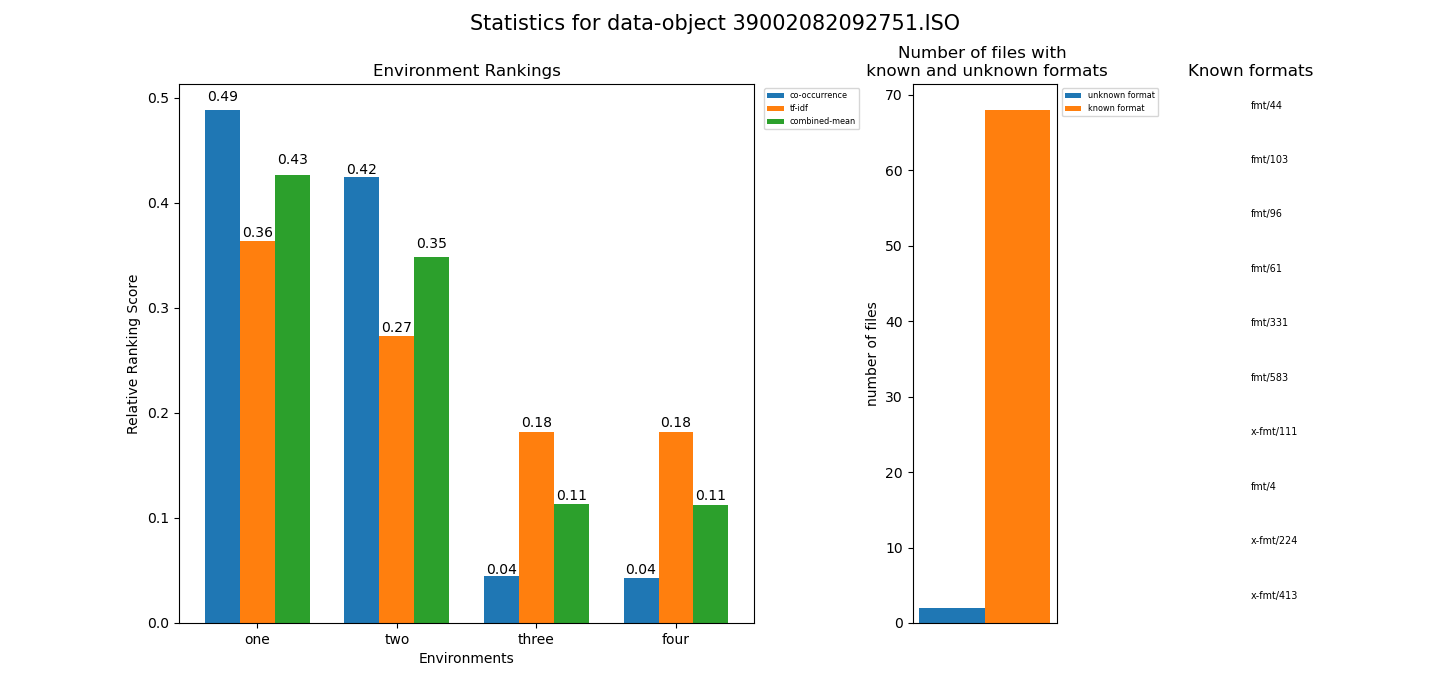 Statistics for data-object 39002082092751.ISO
Environment Rankings
0.5
0.4
0.3
0.2
0.1
0.0
Relative Ranking Score
0.49
0.36
0.43
0.42
0.27
0.35
0.04
0.18
0.11
0.04
0.18
0.11
one
two
three
four
Environments
co-occurrence
tf-idf
combined-mean
Number of files with
known and unknown formats
70
60
50
40
30
20
10
0
number of files
unknown format
known format
Known formats
fmt/44
fmt/103
fmt/96
fmt/61
fmt/331
fmt/583
x-fmt/111
fmt/4
x-fmt/224
x-fmt/413